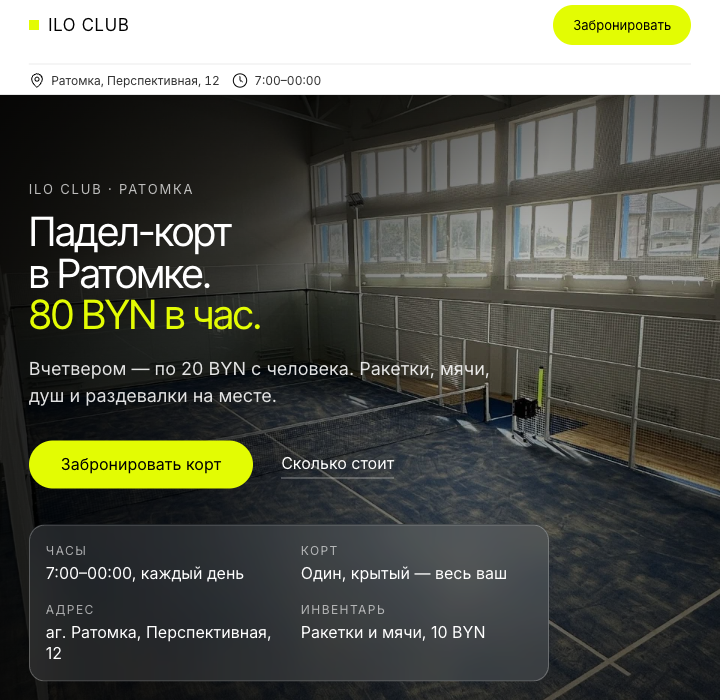 ILO CLUB
Забронировать
Ратомка, Перспективная, 12
7:00–00:00
ILO CLUB · РАТОМКА
Падел-корт
в Ратомке.
80 BYN в час.
Вчетвером — по 20 BYN с человека. Ракетки, мячи,
душ и раздевалки на месте.
Забронировать корт
Сколько стоит
ЧАСЫ
7:00–00:00, каждый день
КОРТ
Один, крытый — весь ваш
АДРЕС
аг. Ратомка, Перспективная,
12
ИНВЕНТАРЬ
Ракетки и мячи, 10 BYN